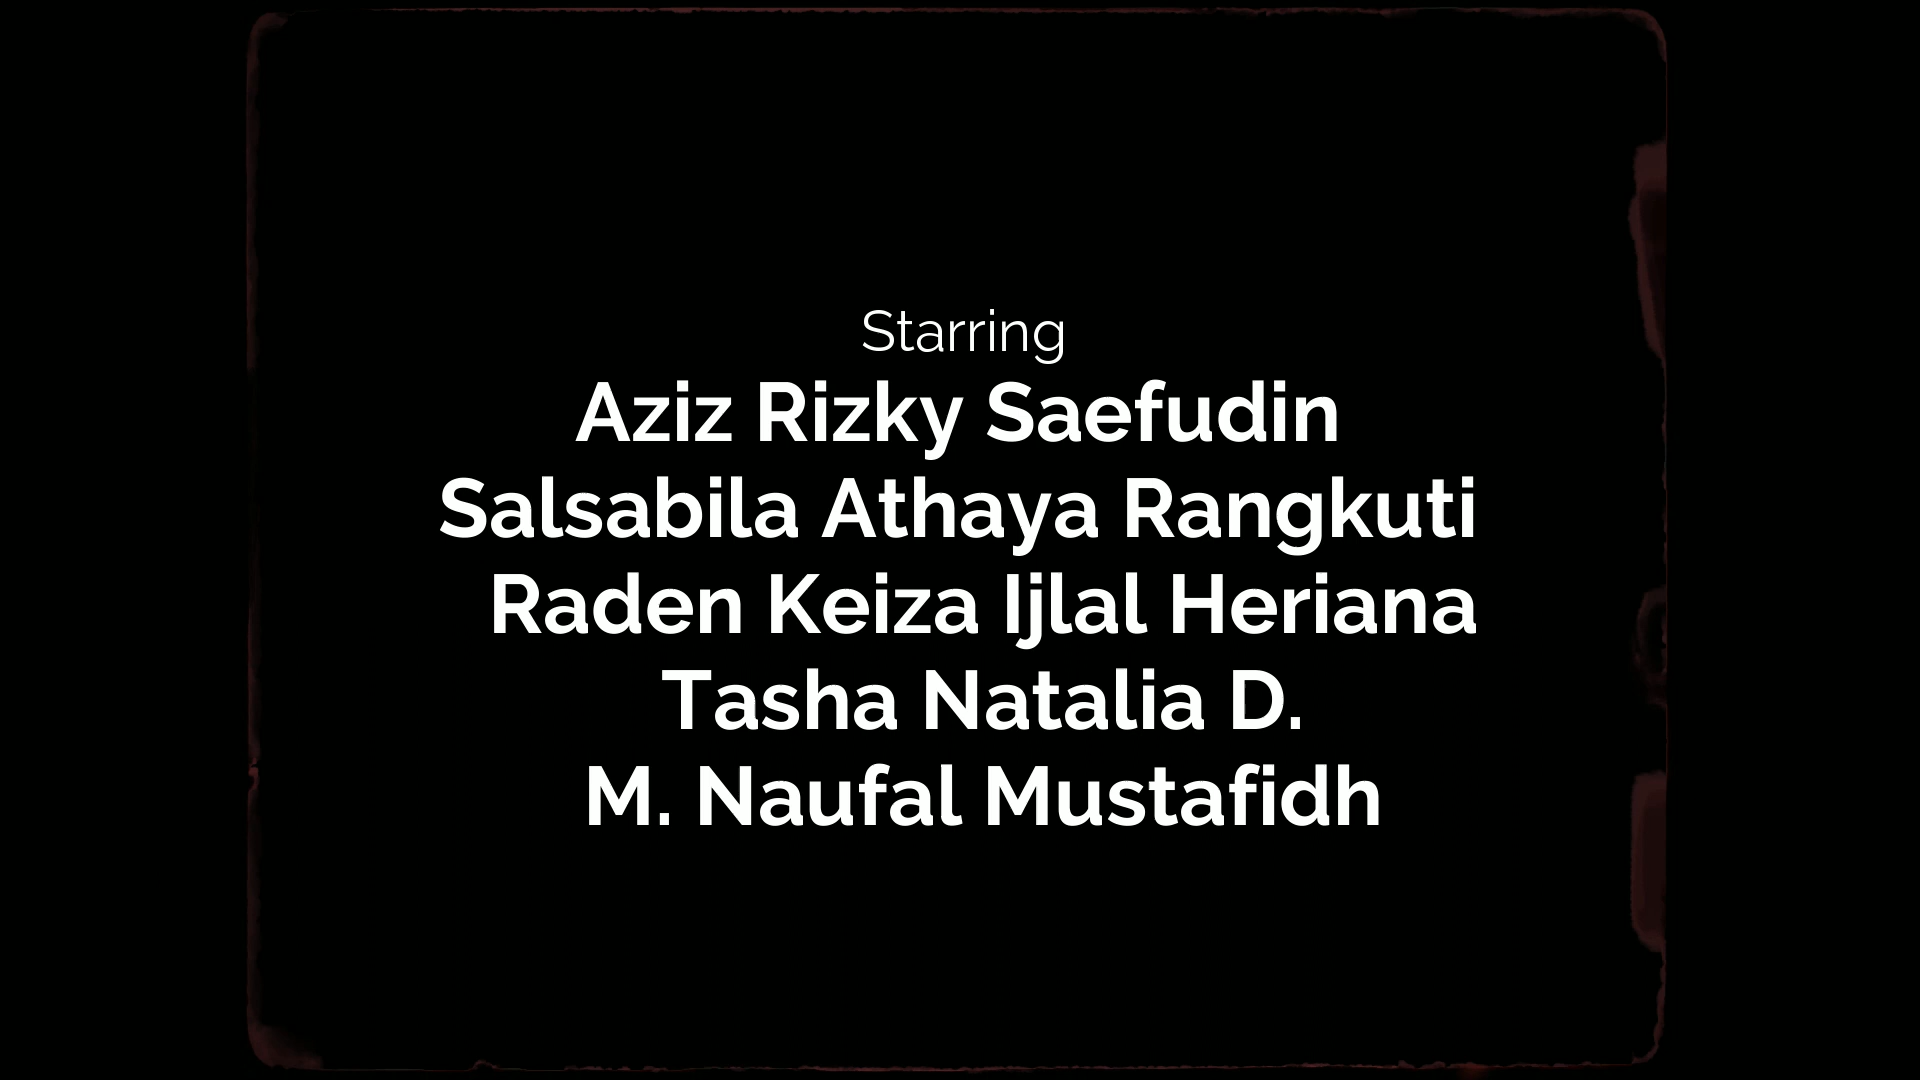 Starring
Aziz Rizky Saefudin
Salsabila Athaya Rangkuti
Raden Keiza Ijlal Heriana
Tasha Natalia D.
M. Naufal Mustafidh